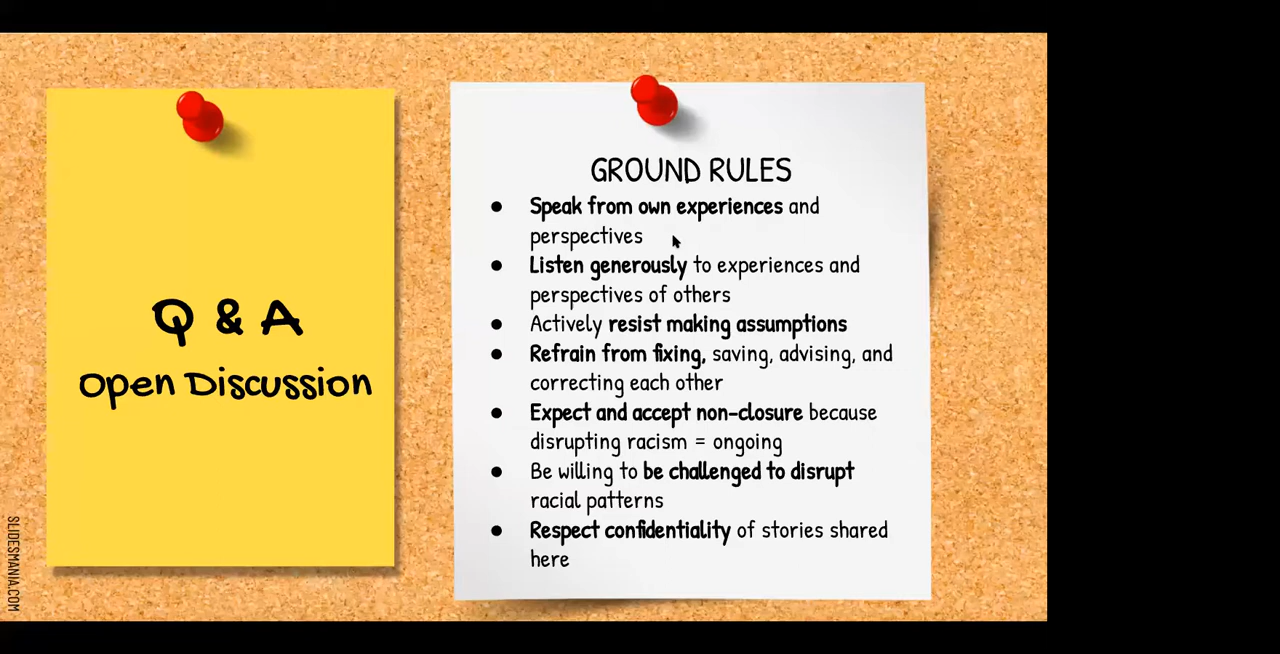 Q & A
Open Discussion
GROUND RULES
● Speak from own experiences and
perspectives
● Listen generously to experiences and
perspectives of others
● Actively resist making assumptions
● Refrain from fixing, saving, advising, and
correcting each other
● Expect and accept non-closure because
disrupting racism = ongoing
● Be willing to be challenged to disrupt
racial patterns
● Respect confidentiality of stories shared
here
SLIDESMANIA.COM